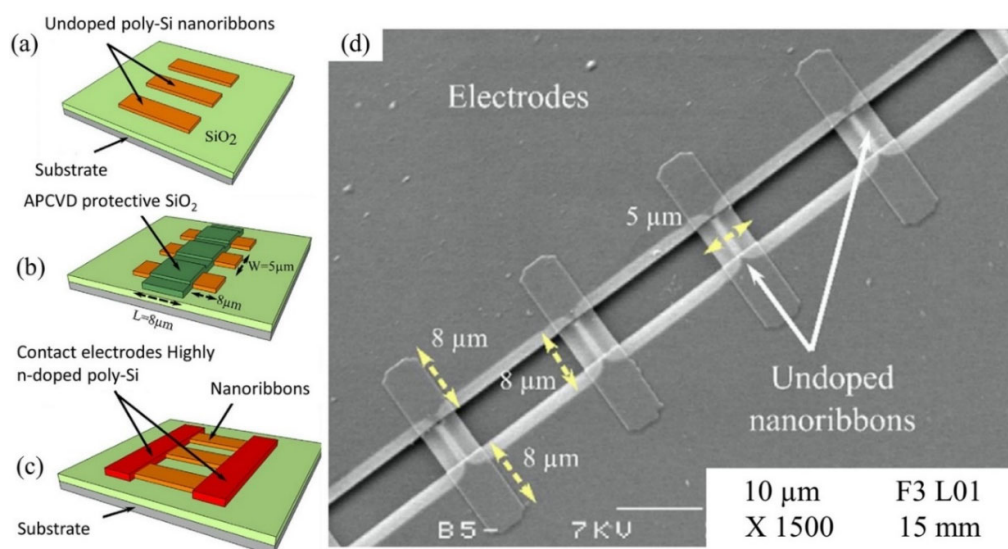 (a)
Undoped poly-Si nanoribbons
SiO2
Substrate
APCVD protective SiO2
(b)
W=5μm
8μm
L=8μm
Contact electrodes Highly
n-doped poly-Si
Nanoribbons
(c)
Substrate
(d)
Electrodes
5 μm
8 μm
8 μm
8 μm
Undoped
nanoribbons
B5- 7KV
10 μm F3 L01
X 1500 15 mm